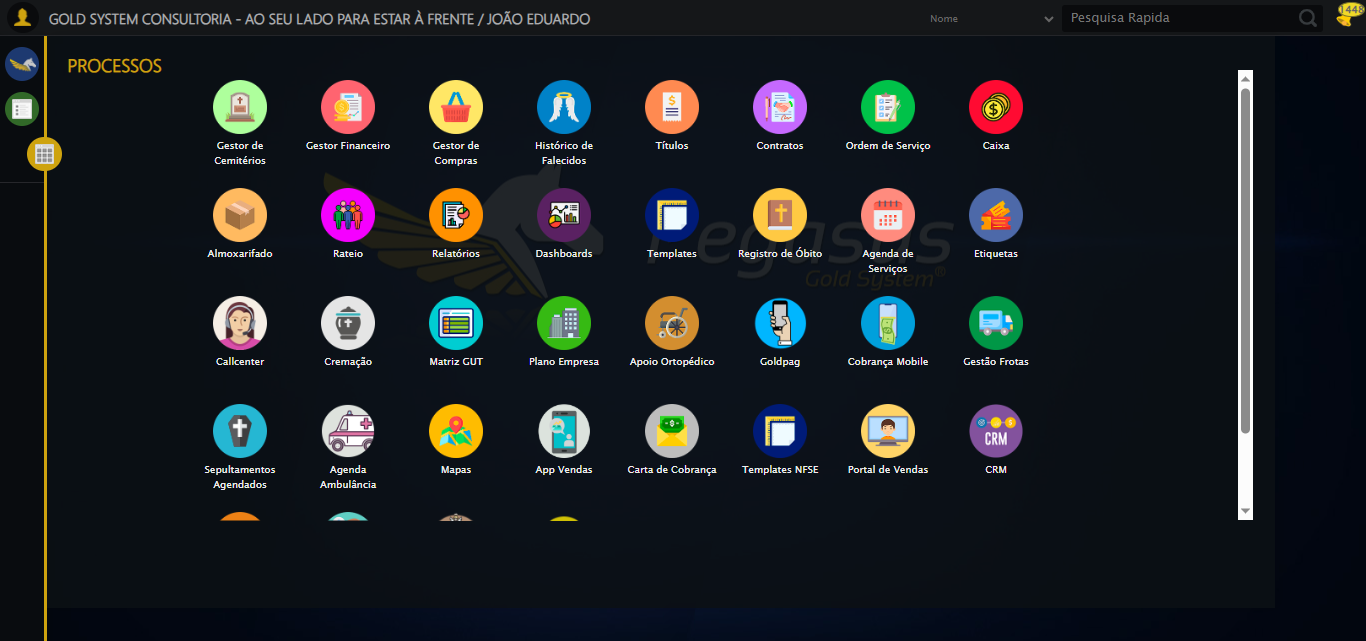 GOLD SYSTEM CONSULTORIA - AO SEU LADO PARA ESTAR À FRENTE / JOÃO EDUARDO
Nome
Pesquisa Rapida
1448
PROCESSOS
Gestor de
Cemitérios
Gestor Financeiro
Gestor de
Compras
Histórico de
Falecidos
Títulos
Contratos
Ordem de Serviço
Caixa
Almoxarifado
Rateio
Relatórios
Dashboards
Templates
Registro de Óbito
Agenda de
Serviços
Etiquetas
Pegasus
Gold System®
Callcenter
Cremação
Matriz GUT
Plano Empresa
Apoio Ortopédico
Goldpag
Cobrança Mobile
Gestão Frotas
Sepultamentos
Agendados
Agenda
Ambulância
Mapas
App Vendas
Carta de Cobrança
Templates NFSE
Portal de Vendas
CRM
CRM